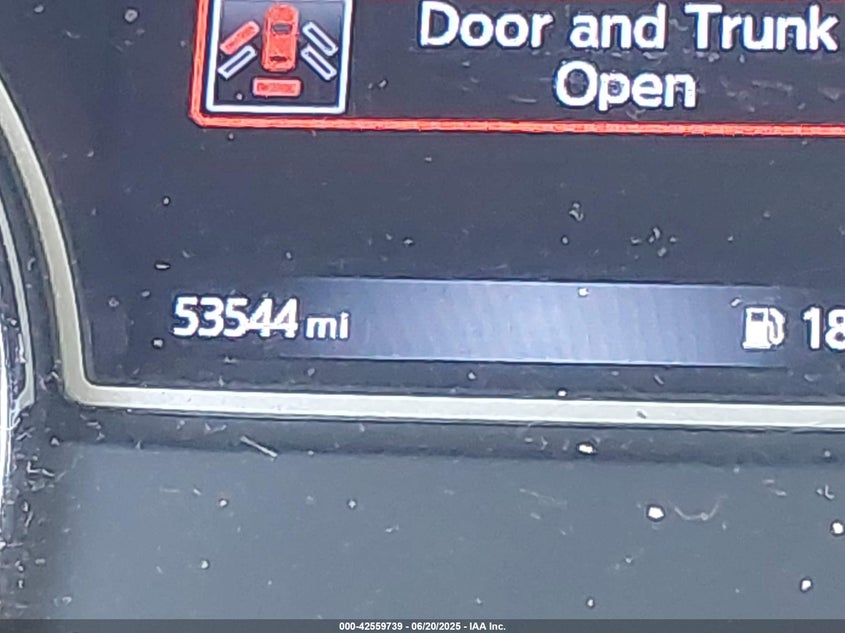 Door and Trunk
Open
53544 mi
18
000-42559739 - 06/20/2025 - IAA Inc.